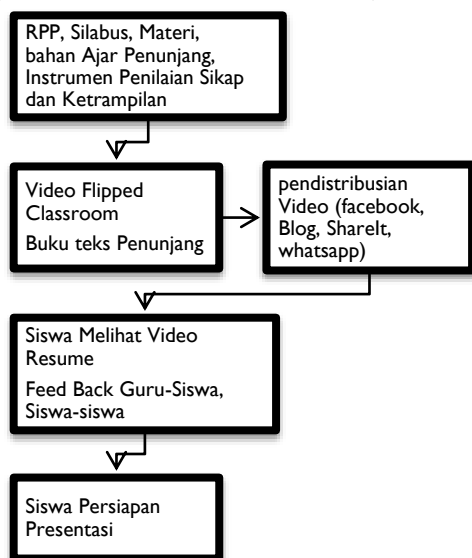 RPP, Silabus, Materi,
bahan Ajar Penunjang,
Instrumen Penilaian Sikap
dan Ketrampilan
Video Flipped
Classroom
Buku teks Penunjang
pendistribusian
Video (facebook,
Blog, ShareIt,
whatsapp)
Siswa Melihat Video
Resume
Feed Back Guru-Siswa,
Siswa-siswa
Siswa Persiapan
Presentasi